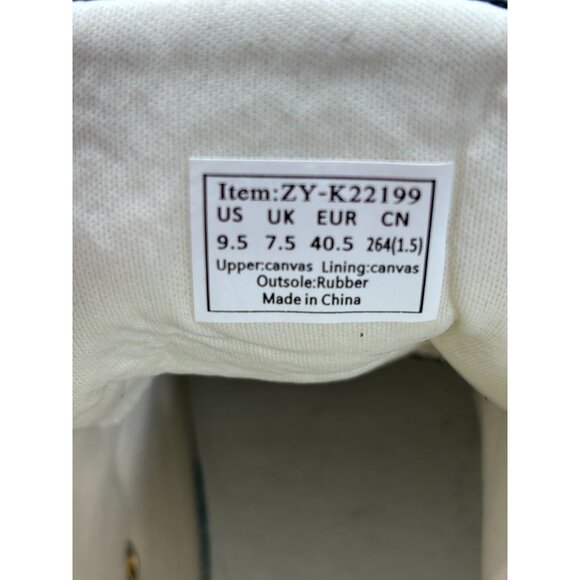 Item:ZY-K22199
US UK EUR CN
9.5 7.5 40.5 264(1.5)
Upper:canvas Lining:canvas
Outsole:Rubber
Made in China